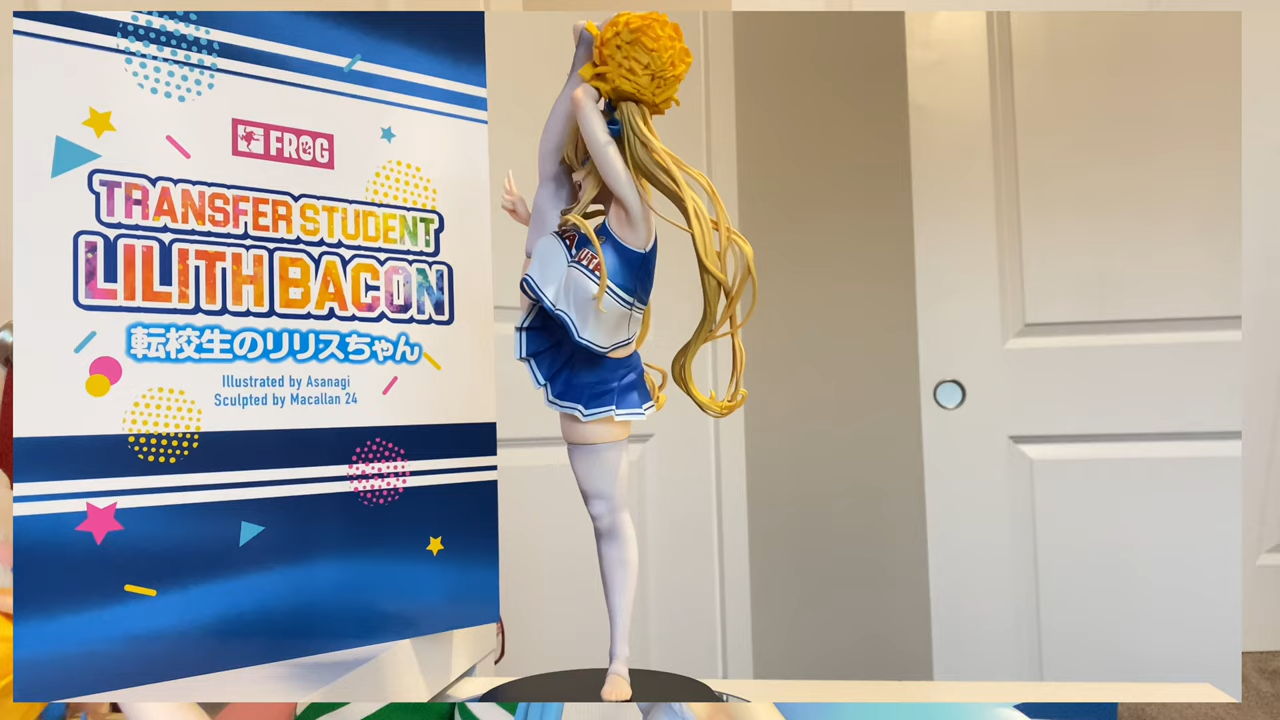 FROG
TRANSFER STUDENT
LILITH BACON
転校生のリリスちゃん
Illustrated by Asanagi
Sculpted by Macallan 24